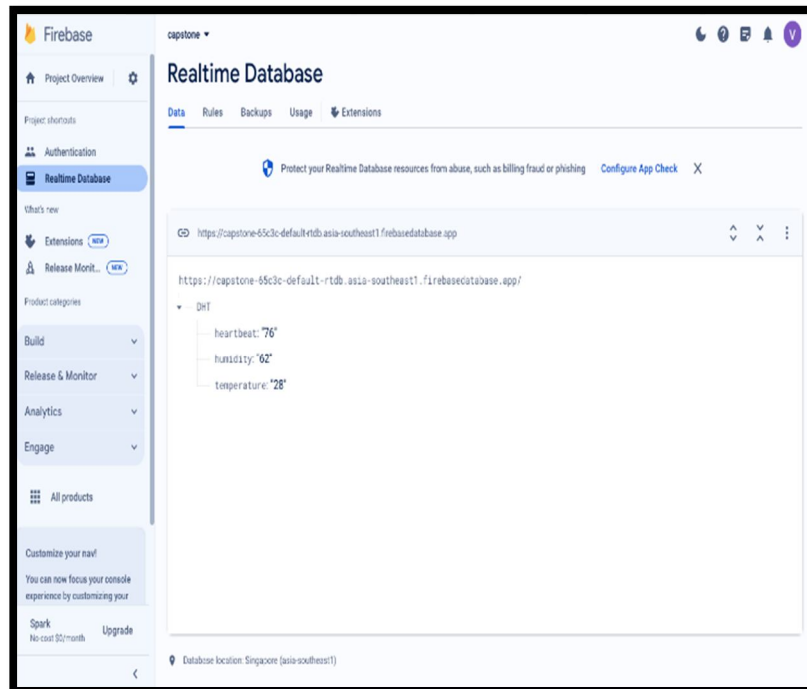 Firebase
Project Overview
Project shortcuts
Authentication
Realtime Database
What's new
Extensions NEW
Release Monit... NEW
Product categories
Build
Release & Monitor
Analytics
Engage
All products
Customize your nav!
You can now focus your console
experience by customizing your
Spark
No-cost $0/month
Upgrade
capstone
V
Realtime Database
Data Rules Backups Usage Extensions
Protect your Realtime Database resources from abuse, such as billing fraud or phishing Configure App Check
https://capstone-65c3c-default-rtdb.asia-southeast1.firebasedatabase.app
https://capstone-65c3c-default-rtdb.asia-southeast1.firebasedatabase.app/
DHT
heartbeat: "76"
humidity: "62"
temperature: "28"
Database location: Singapore (asia-southeast1)